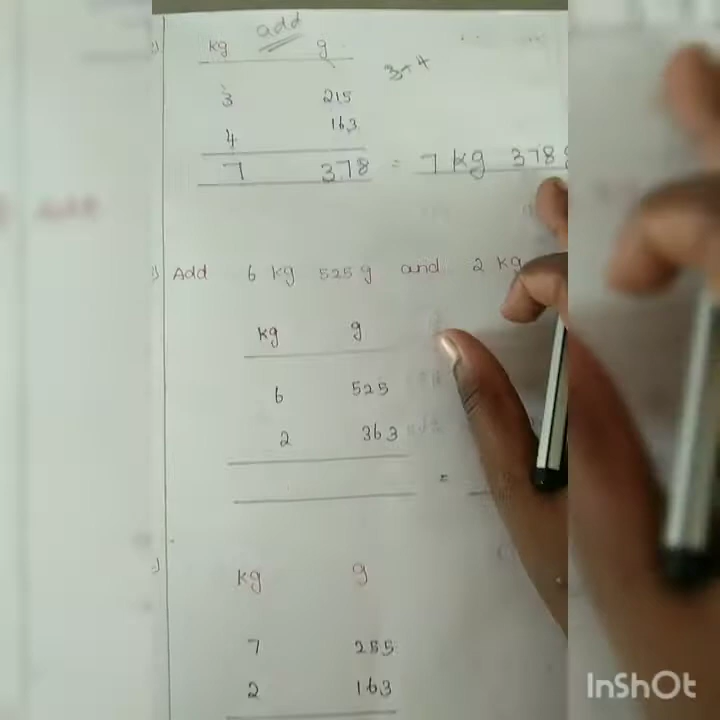 add
kg g
3 215
3+4
4 163
7 378 = 7 kg 378g
Add 6 kg 525 g and 2 kg
kg g
6 525
2 363
=
kg g
7 255
2 163
InShOt